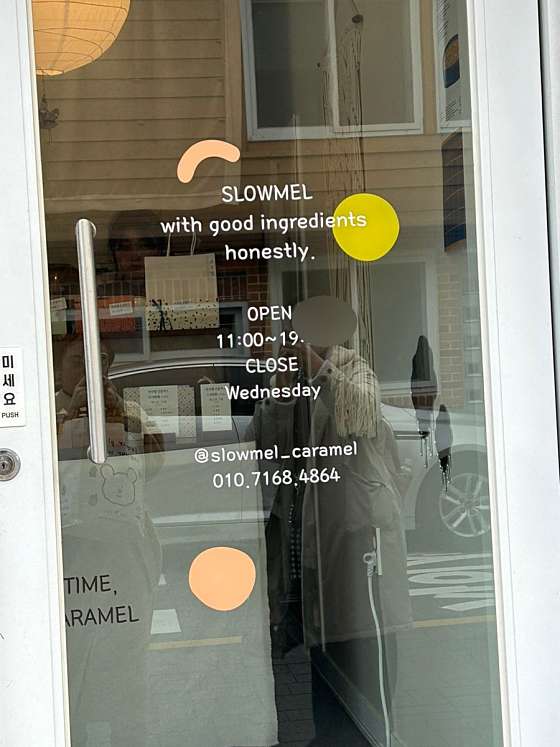 SLOWMEL
with good ingredients
honestly.
OPEN
11:00~19.
CLOSE
Wednesday
@slowmel_caramel
010.7168.4864
미세요
PUSH
TIME,
ARAMEL